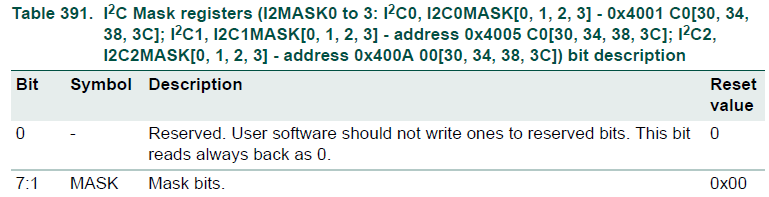 Table 391. I2C Mask registers (I2MASK0 to 3: I2C0, I2C0MASK[0, 1, 2, 3] - 0x4001 C0[30, 34,
38, 3C]; I2C1, I2C1MASK[0, 1, 2, 3] - address 0x4005 C0[30, 34, 38, 3C]; I2C2,
I2C2MASK[0, 1, 2, 3] - address 0x400A 00[30, 34, 38, 3C]) bit description
Bit Symbol Description Reset
value
0 - Reserved. User software should not write ones to reserved bits. This bit 0
reads always back as 0.
7:1 MASK Mask bits. 0x00